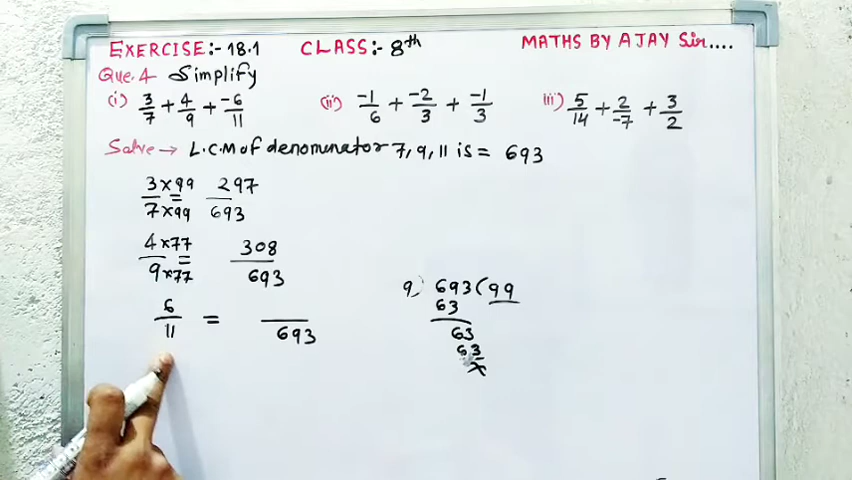 EXERCISE:- 18.1 CLASS:- 8th MATHS BY AJAY Sir....
Que.4 Simplify
(i) 3/7 + 4/9 + -6/11 (ii) -1/6 + -2/3 + -1/3 iii) 5/14 + 2/-7 + 3/2
Solve → L.C.M of denominator 7, 9, 11 is = 693
3×99/7×99 = 297/693
4×77/9×77 = 308/693
6/11 = /693
9) 693 ( 99
63
63
63
×